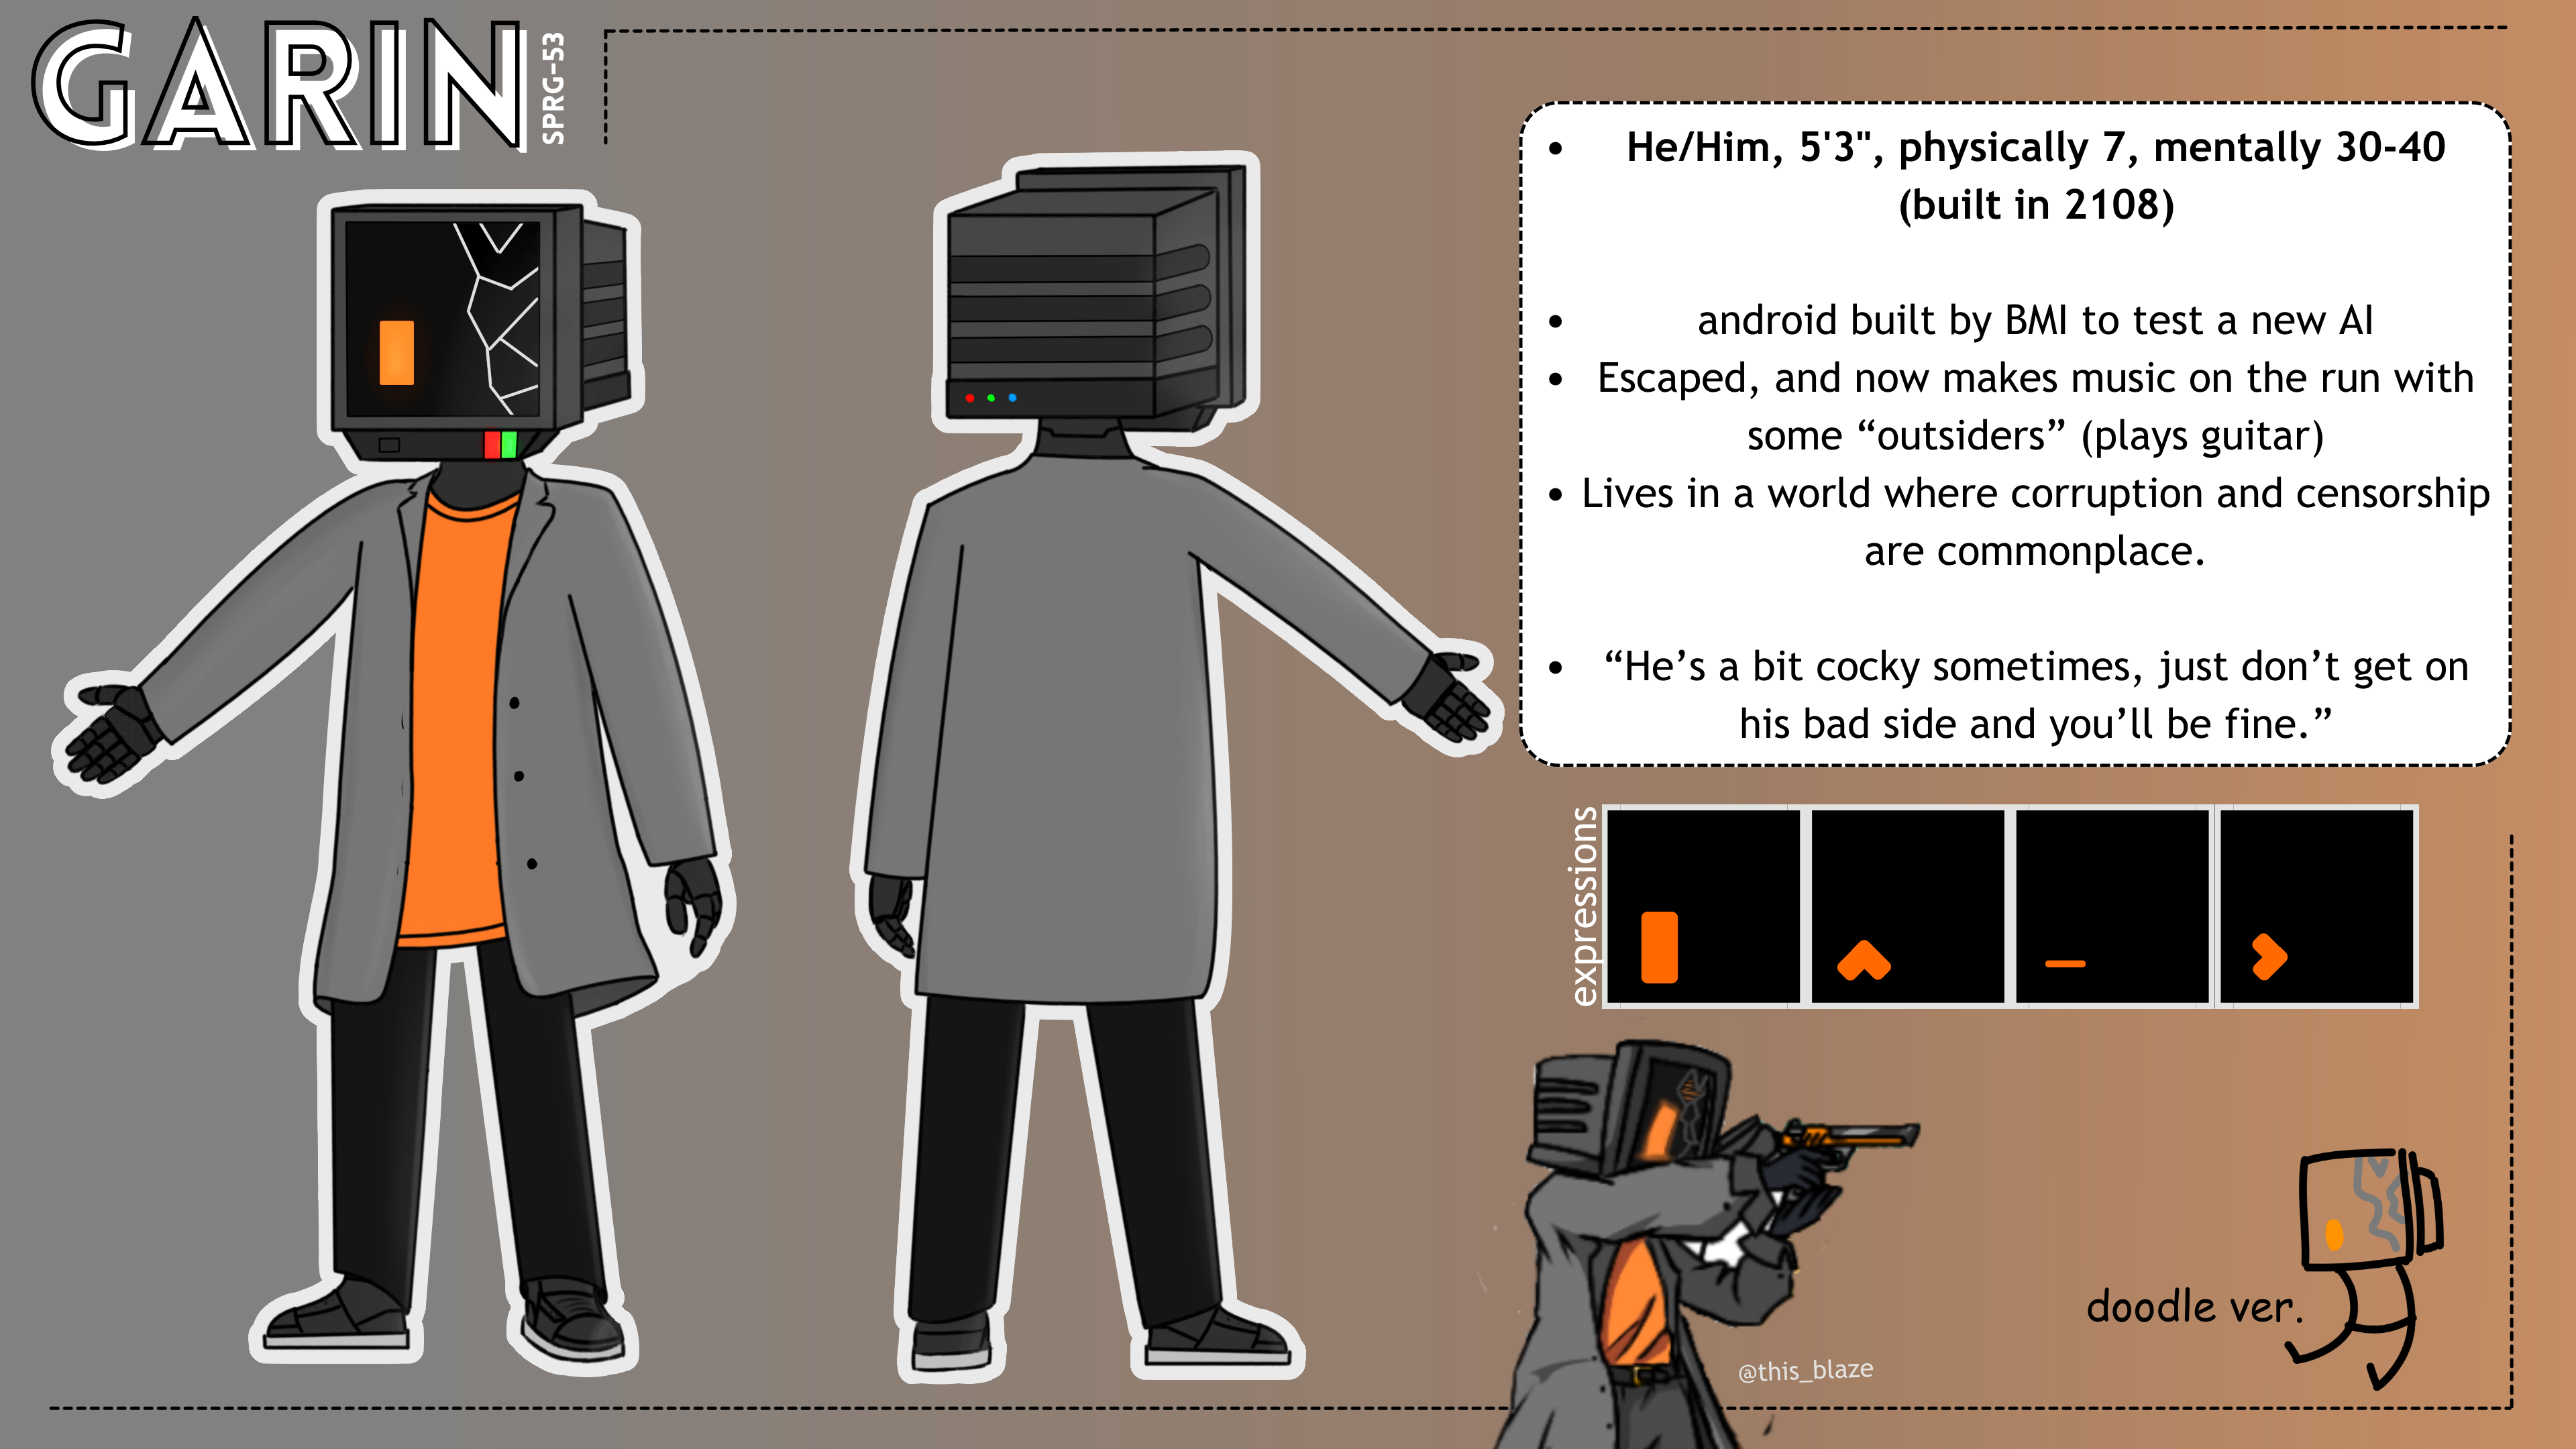 GARIN
SPRG-53
• He/Him, 5'3", physically 7, mentally 30-40
(built in 2108)
• android built by BMI to test a new AI
• Escaped, and now makes music on the run with
some “outsiders” (plays guitar)
• Lives in a world where corruption and censorship
are commonplace.
• “He’s a bit cocky sometimes, just don’t get on
his bad side and you’ll be fine.”
expressions
@this_blaze
doodle ver.